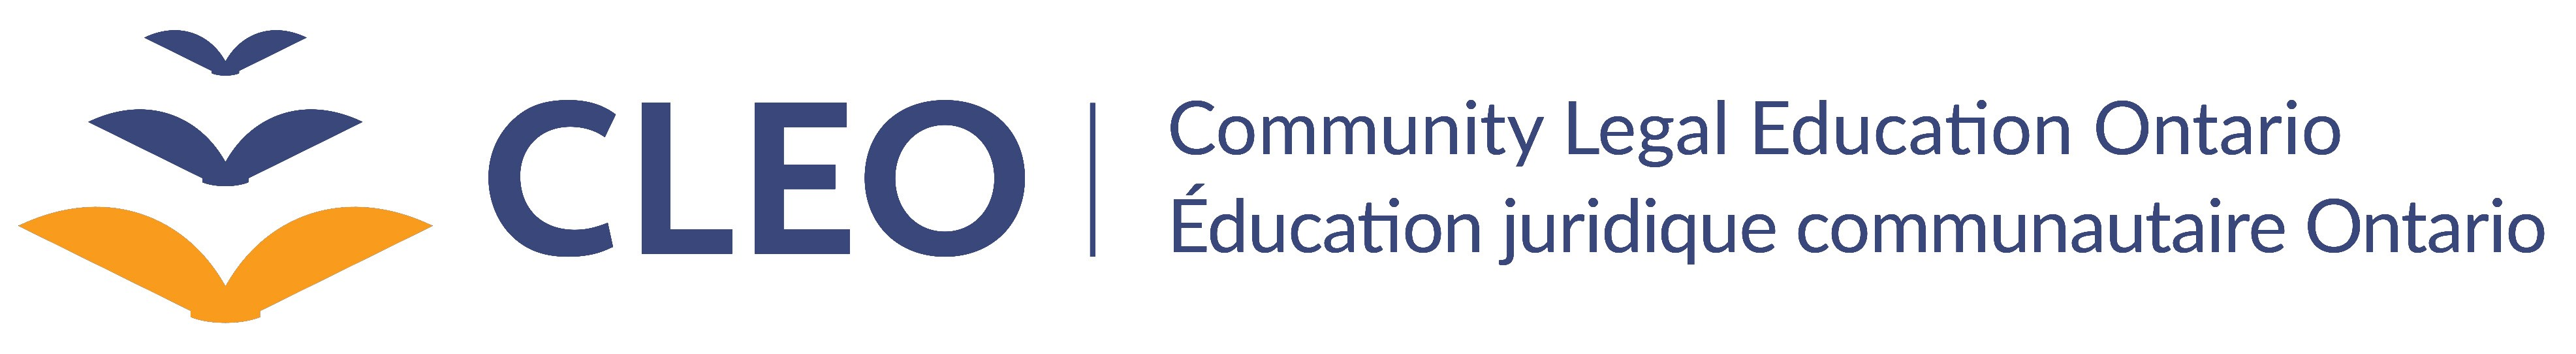 CLEO
Community Legal Education Ontario
Éducation juridique communautaire Ontario